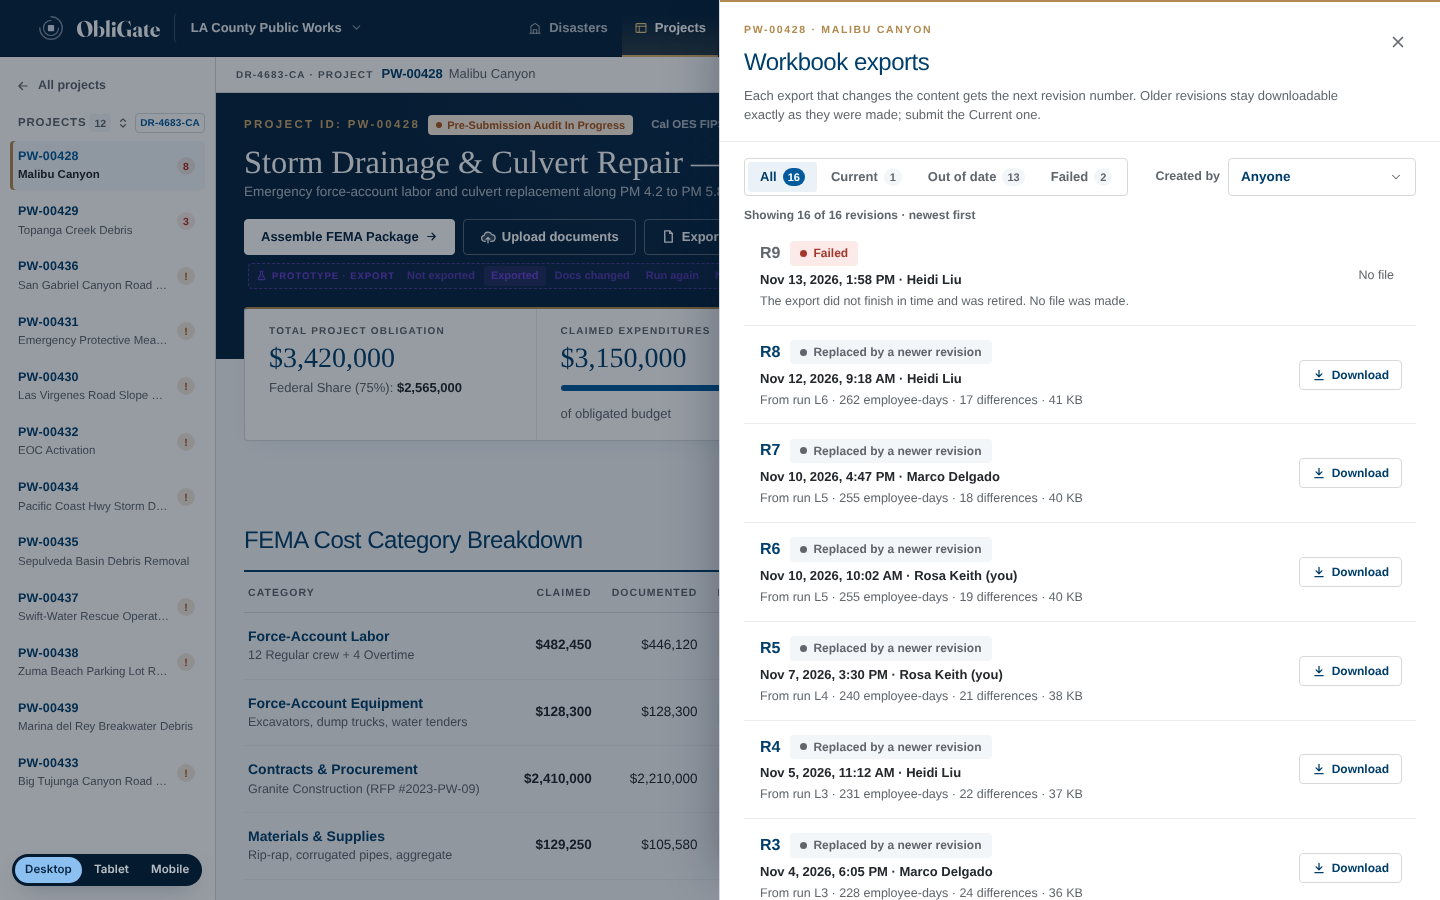 ObliGate
LA County Public Works
Disasters
Projects
All projects
PROJECTS 12
DR-4683-CA
PW-00428
Malibu Canyon
8
PW-00429
Topanga Creek Debris
3
PW-00436
San Gabriel Canyon Road ...
!
PW-00431
Emergency Protective Mea...
!
PW-00430
Las Virgenes Road Slope ...
!
PW-00432
EOC Activation
!
PW-00434
Pacific Coast Hwy Storm D...
!
PW-00435
Sepulveda Basin Debris Removal
PW-00437
Swift-Water Rescue Operat...
!
PW-00438
Zuma Beach Parking Lot R...
!
PW-00439
Marina del Rey Breakwater Debris
PW-00433
Big Tujunga Canyon Road ...
!
Desktop
Tablet
Mobile
DR-4683-CA · PROJECT PW-00428 Malibu Canyon
PROJECT ID: PW-00428
Pre-Submission Audit In Progress
Cal OES FIP
Storm Drainage & Culvert Repair —
Emergency force-account labor and culvert replacement along PM 4.2 to PM 5.8
Assemble FEMA Package
Upload documents
Expor
PROTOTYPE · EXPORT
Not exported
Exported
Docs changed
Run again
TOTAL PROJECT OBLIGATION
$3,420,000
Federal Share (75%): $2,565,000
CLAIMED EXPENDITURES
$3,150,000
of obligated budget
FEMA Cost Category Breakdown
CATEGORY
CLAIMED
DOCUMENTED
Force-Account Labor
12 Regular crew + 4 Overtime
$482,450
$446,120
Force-Account Equipment
Excavators, dump trucks, water tenders
$128,300
$128,300
Contracts & Procurement
Granite Construction (RFP #2023-PW-09)
$2,410,000
$2,210,000
Materials & Supplies
Rip-rap, corrugated pipes, aggregate
$129,250
$105,580
PW-00428 · MALIBU CANYON
Workbook exports
Each export that changes the content gets the next revision number. Older revisions stay downloadable
exactly as they were made; submit the Current one.
All 16
Current 1
Out of date 13
Failed 2
Created by
Anyone
Showing 16 of 16 revisions · newest first
R9
Failed
Nov 13, 2026, 1:58 PM · Heidi Liu
The export did not finish in time and was retired. No file was made.
No file
R8
Replaced by a newer revision
Nov 12, 2026, 9:18 AM · Heidi Liu
From run L6 · 262 employee-days · 17 differences · 41 KB
Download
R7
Replaced by a newer revision
Nov 10, 2026, 4:47 PM · Marco Delgado
From run L5 · 255 employee-days · 18 differences · 40 KB
Download
R6
Replaced by a newer revision
Nov 10, 2026, 10:02 AM · Rosa Keith (you)
From run L5 · 255 employee-days · 19 differences · 40 KB
Download
R5
Replaced by a newer revision
Nov 7, 2026, 3:30 PM · Rosa Keith (you)
From run L4 · 240 employee-days · 21 differences · 38 KB
Download
R4
Replaced by a newer revision
Nov 5, 2026, 11:12 AM · Heidi Liu
From run L3 · 231 employee-days · 22 differences · 37 KB
Download
R3
Replaced by a newer revision
Nov 4, 2026, 6:05 PM · Marco Delgado
From run L3 · 228 employee-days · 24 differences · 36 KB
Download